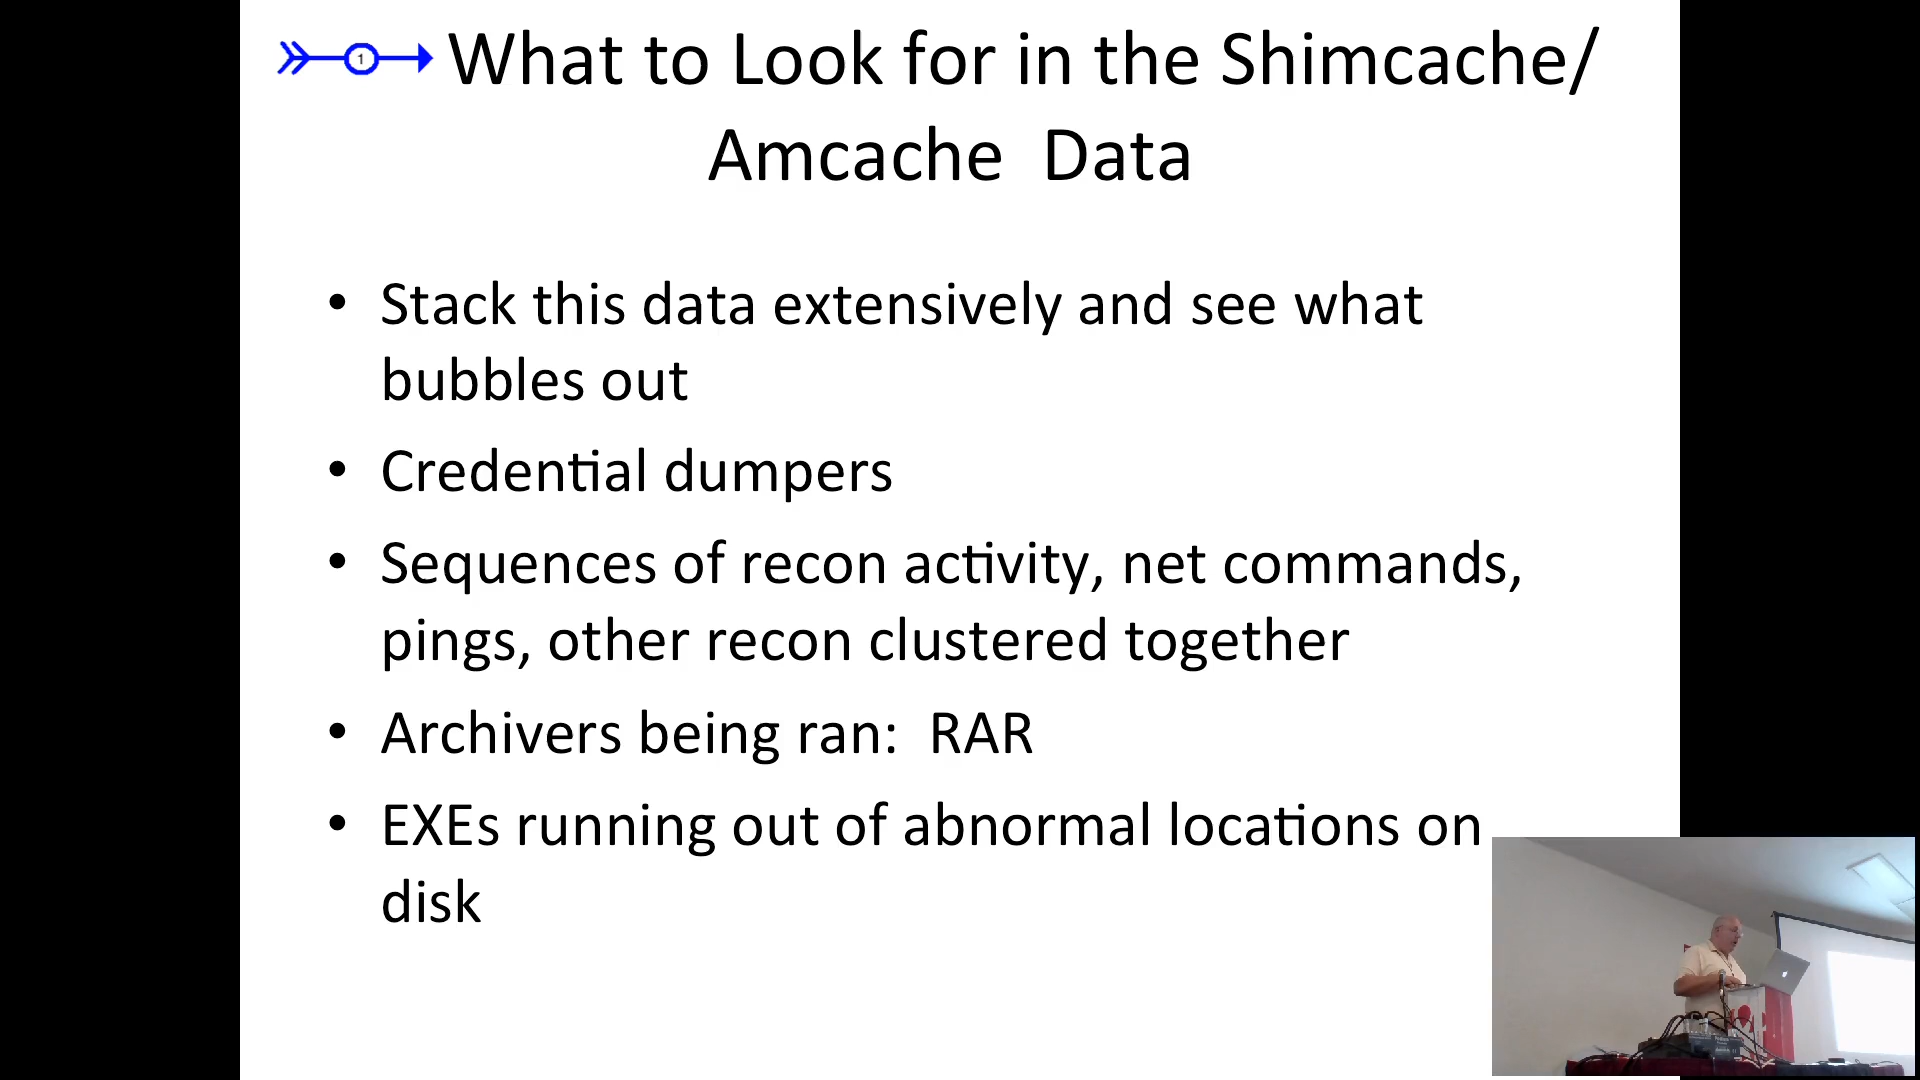 1
What to Look for in the Shimcache/
Amcache Data
• Stack this data extensively and see what
bubbles out
• Credential dumpers
• Sequences of recon activity, net commands,
pings, other recon clustered together
• Archivers being ran: RAR
• EXEs running out of abnormal locations on
disk